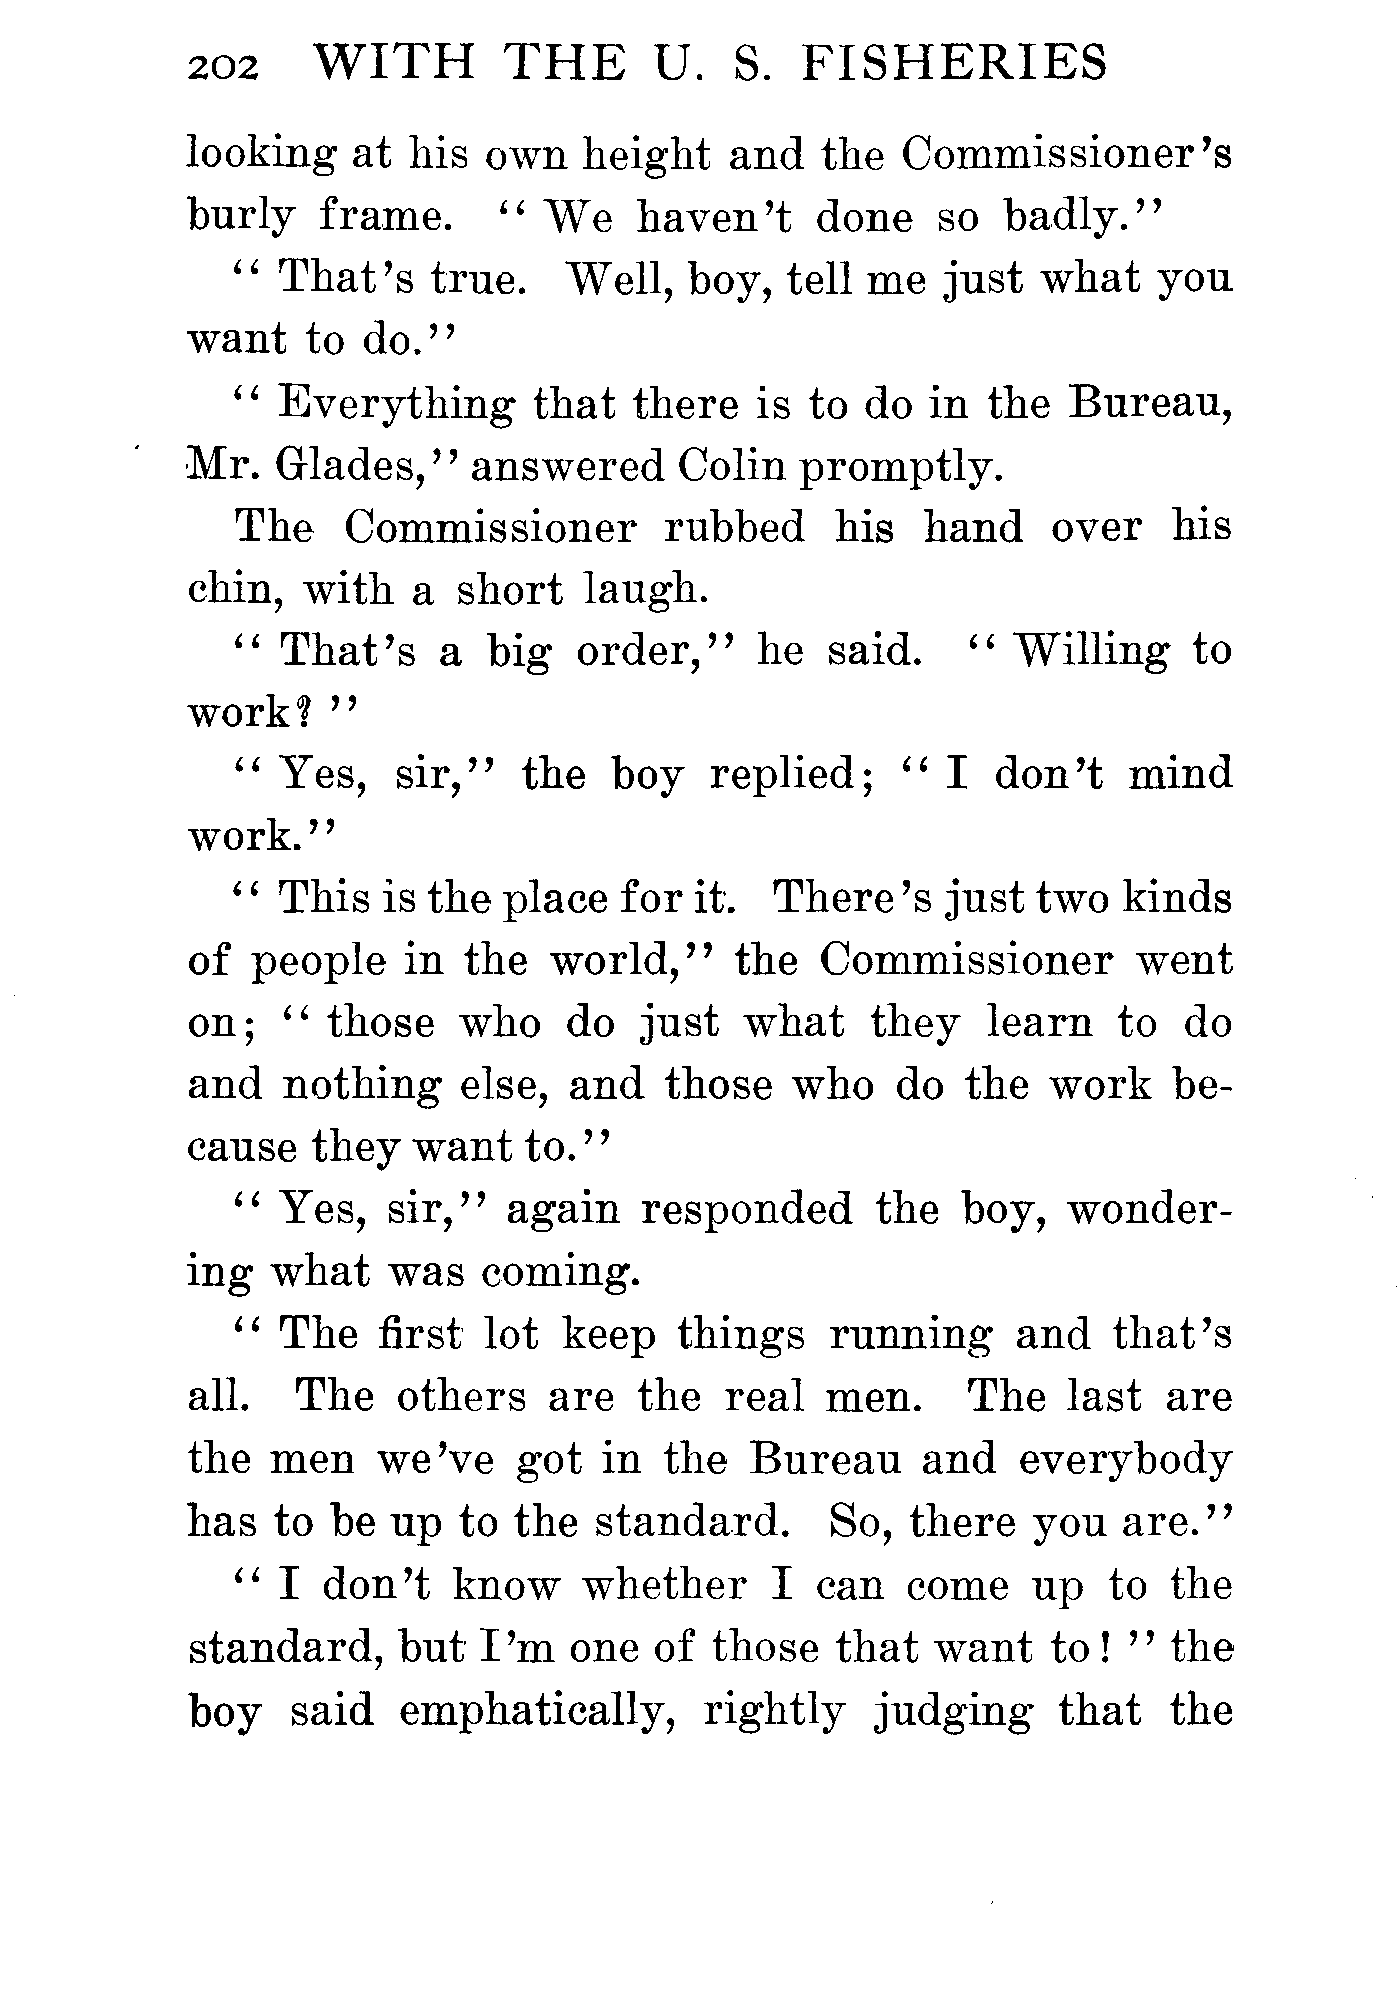 202 WITH THE U. S. FISHERIES
looking at his own height and the Commissioner's
burly frame. "We haven't done so badly."
"That's true. Well, boy, tell me just what you
want to do."
"Everything that there is to do in the Bureau,
Mr. Glades," answered Colin promptly.
The Commissioner rubbed his hand over his
chin, with a short laugh.
"That's a big order," he said. "Willing to
work?"
"Yes, sir," the boy replied; "I don't mind
work."
"This is the place for it. There's just two kinds
of people in the world," the Commissioner went
on; "those who do just what they learn to do
and nothing else, and those who do the work be-
cause they want to."
"Yes, sir," again responded the boy, wonder-
ing what was coming.
"The first lot keep things running and that's
all. The others are the real men. The last are
the men we've got in the Bureau and everybody
has to be up to the standard. So, there you are."
"I don't know whether I can come up to the
standard, but I'm one of those that want to!" the
boy said emphatically, rightly judging that the